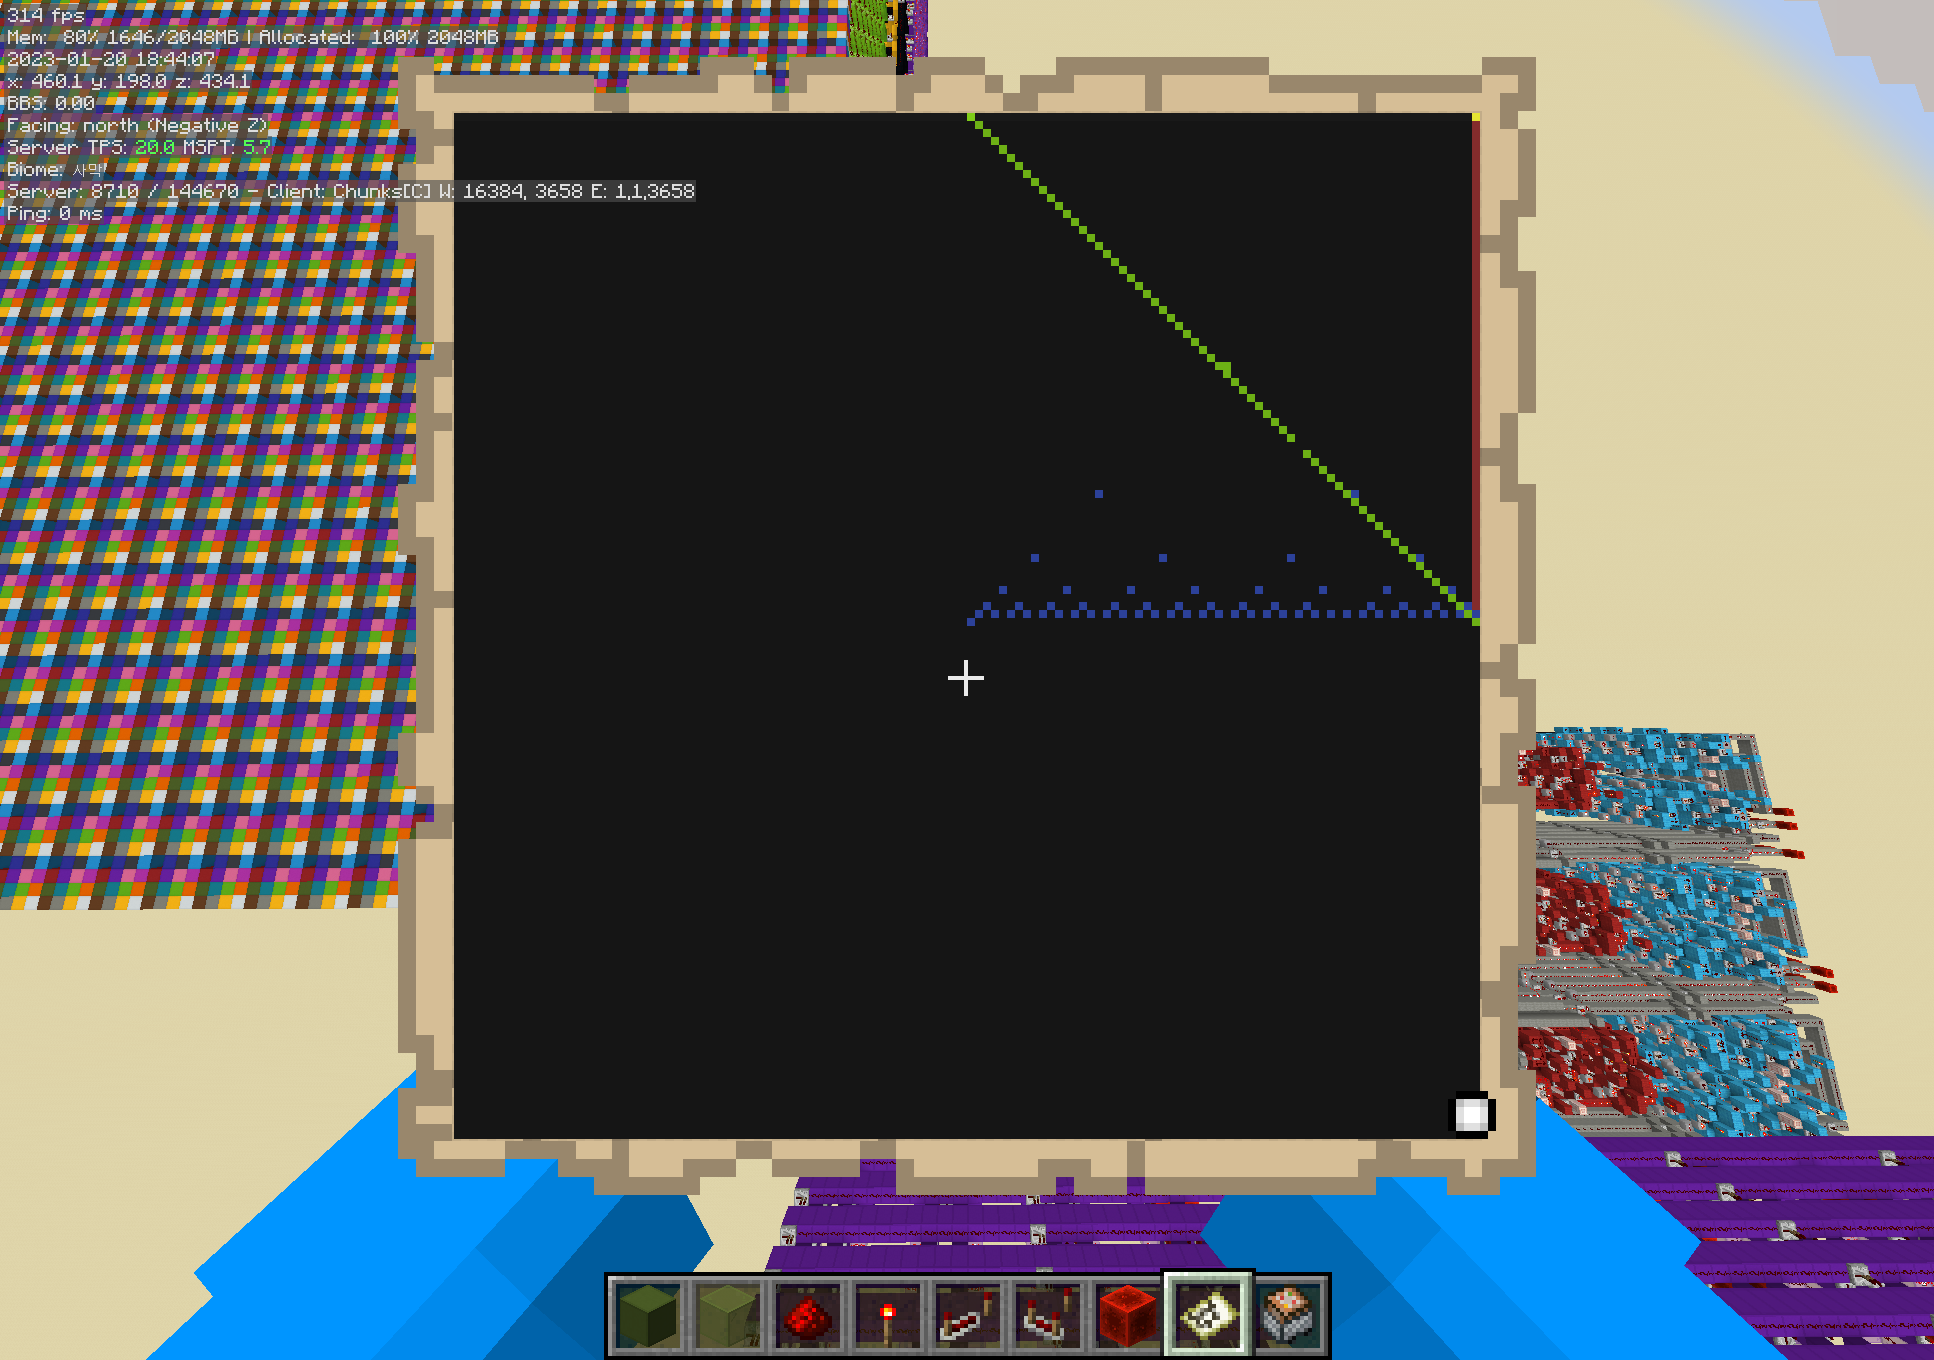 314 fps
Mem: 80% 1646/2048MB | Allocated: 100% 2048MB
2023-01-20 18:44:07
x: 460.1 y: 198.0 z: 434.1
BBS: 0.00
Facing: north (Negative Z)
Server TPS: 20.0 MSPT: 5.7
Biome: 사막
Server: 8710 / 144670 - Client: Chunks[C] W: 16384, 3658 E: 1,1,3658
Ping: 0 ms